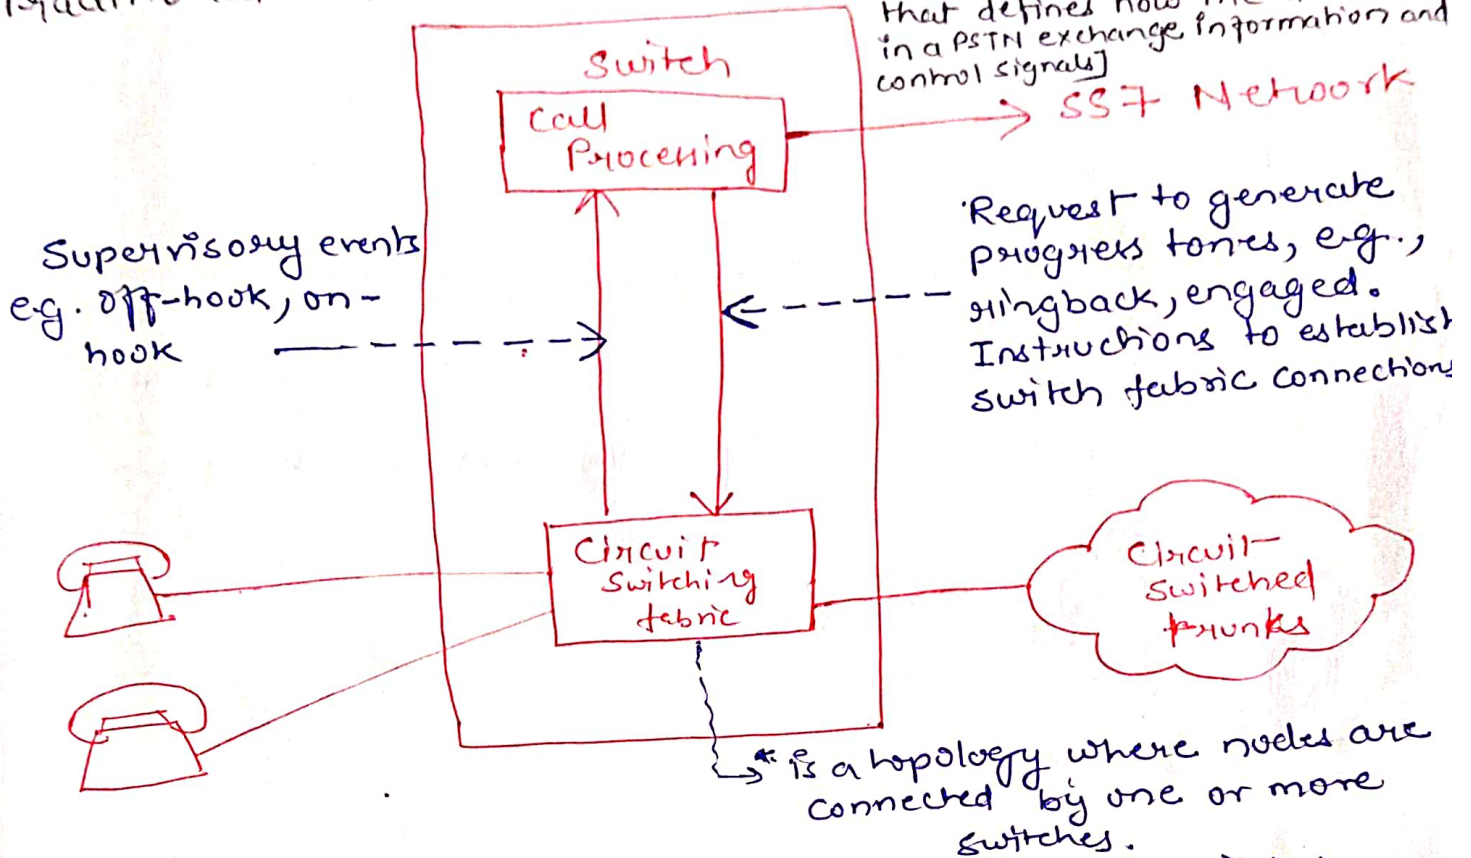 that defines how
in a PSTN exchange information and
control signals]
Switch
Call
Processing
SS7 Network
Supervisory events
e.g. off-hook, on-
hook
Request to generate
progress tones, e.g.,
ringback, engaged.
Instructions to establish
switch fabric connections
Circuit
Switching
fabric
Circuit-
Switched
trunks
* is a topology where nodes are
connected by one or more
switches.